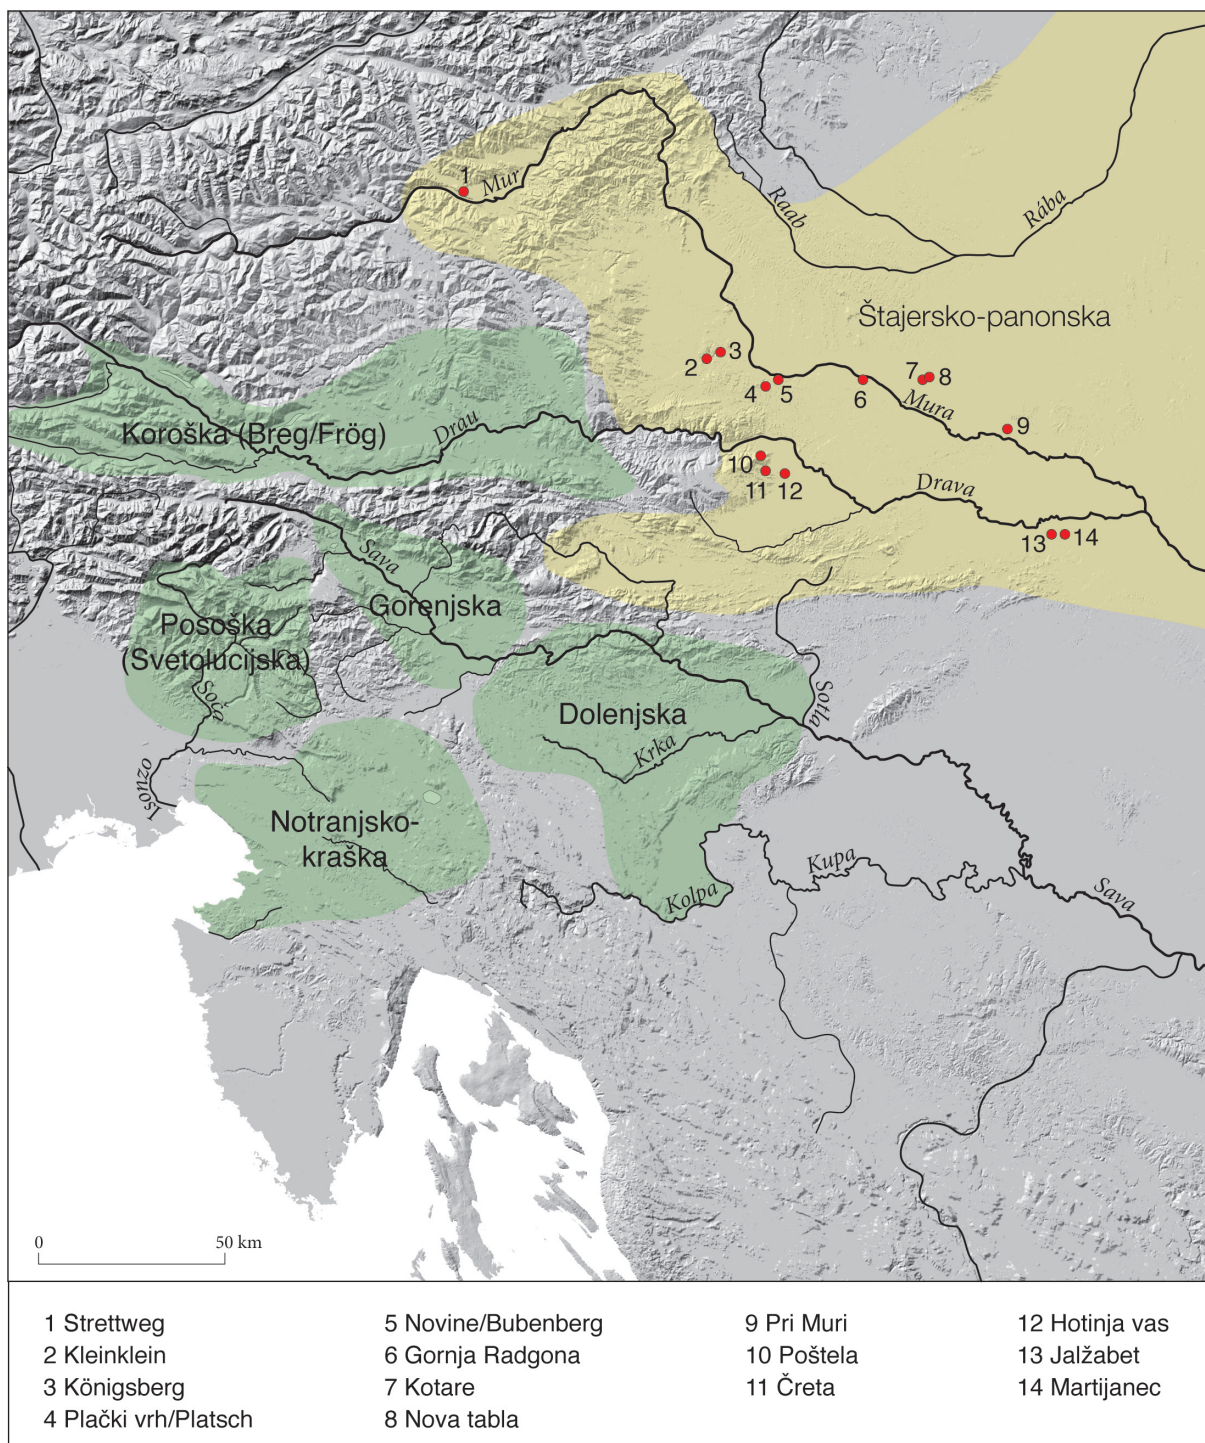 1
Mur
Raab
Rába
Štajersko-panonska
2
3
4
5
6
7
8
Mura
9
Koroška (Breg/Frög)
Drau
10
11
12
Drava
13
14
Sava
Gorenjska
Pososka
(Svetolucijska)
Soča
Isonzo
Dolenjska
Krka
Sotla
Notranjsko-
kraška
Kolpa
Kupa
Sava
0
50 km
1 Strettweg
2 Kleinklein
3 Königsberg
4 Plački vrh/Platsch
5 Novine/Bubenberg
6 Gornja Radgona
7 Kotare
8 Nova tabla
9 Pri Muri
10 Poštela
11 Čreta
12 Hotinja vas
13 Jalžabet
14 Martijanec